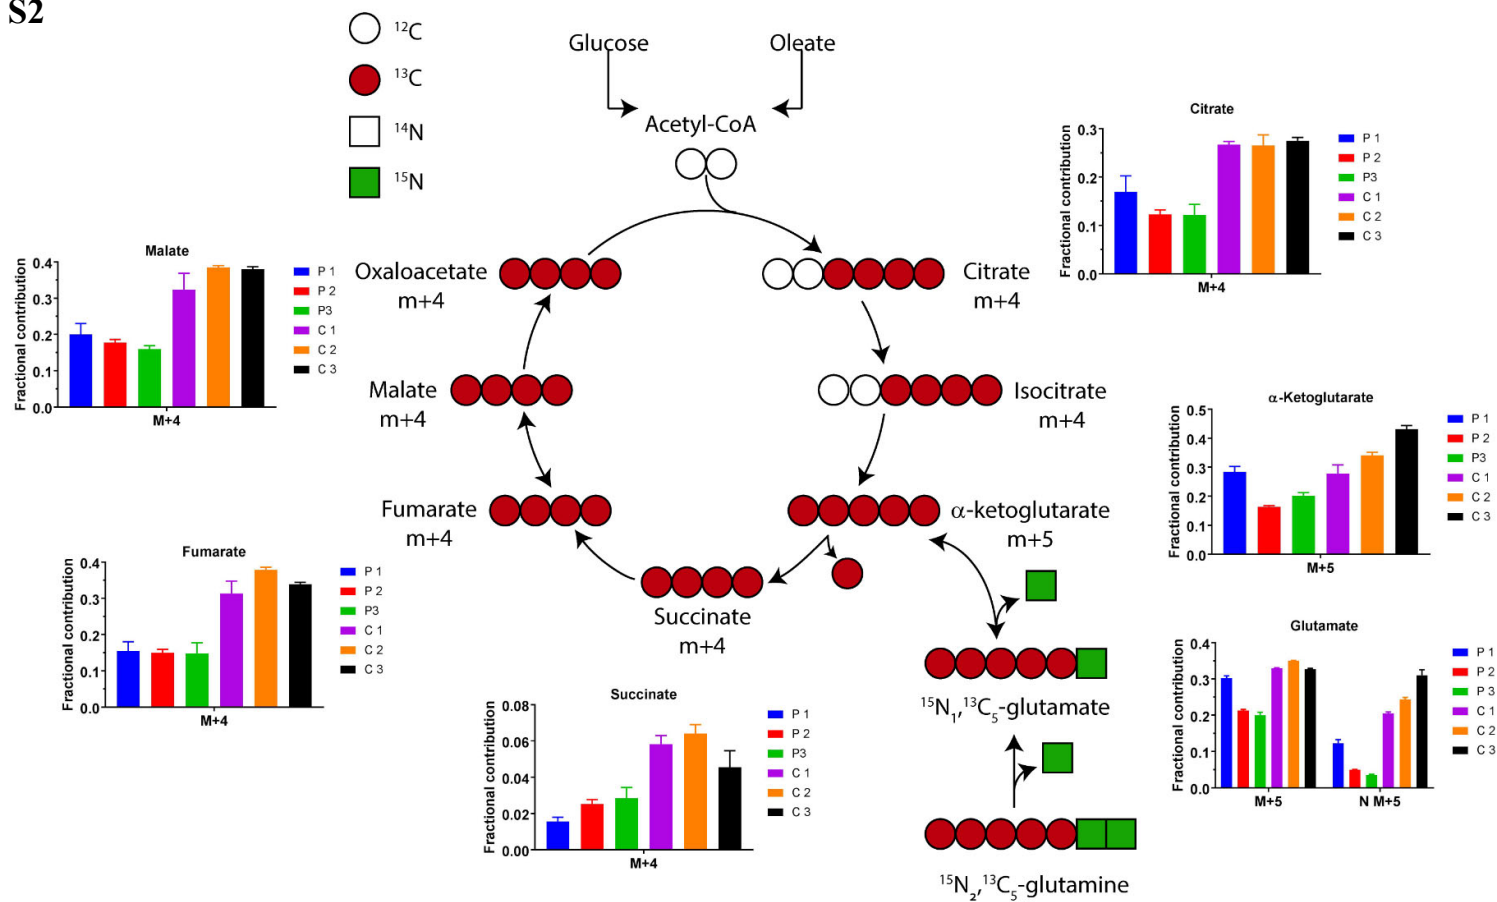 S2
¹²C
¹³C
¹⁴N
¹⁵N
Glucose
Oleate
Acetyl-CoA
Oxaloacetate
m+4
Citrate
m+4
Malate
m+4
Isocitrate
m+4
Fumarate
m+4
α-ketoglutarate
m+5
Succinate
m+4
¹⁵N₁,¹³C₅-glutamate
¹⁵N₂,¹³C₅-glutamine
Citrate
Fractional contribution
0.3
0.2
0.1
0.0
M+4
P 1
P 2
P3
C 1
C 2
C 3
Malate
Fractional contribution
0.4
0.3
0.2
0.1
0.0
M+4
P 1
P 2
P3
C 1
C 2
C 3
α-Ketoglutarate
Fractional contribution
0.5
0.4
0.3
0.2
0.1
0.0
M+5
P 1
P 2
P3
C 1
C 2
C 3
Fumarate
Fractional contribution
0.4
0.3
0.2
0.1
0.0
M+4
P 1
P 2
P3
C 1
C 2
C 3
Glutamate
Fractional contribution
0.4
0.3
0.2
0.1
0.0
M+5 N M+5
P 1
P 2
P 3
C 1
C 2
C 3
Succinate
Fractional contribution
0.08
0.06
0.04
0.02
0.00
M+4
P 1
P 2
P3
C 1
C 2
C 3